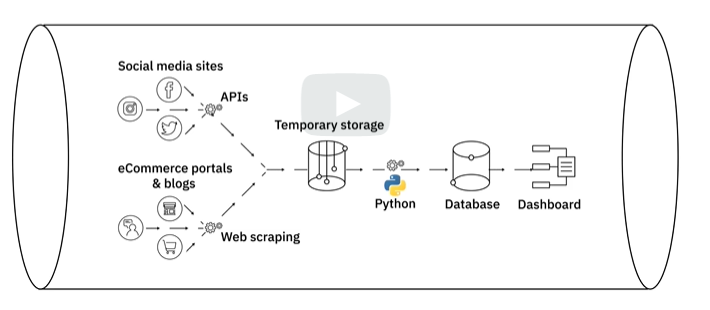 Social media sites
APIs
Temporary storage
eCommerce portals
& blogs
Web scraping
Python
Database
Dashboard